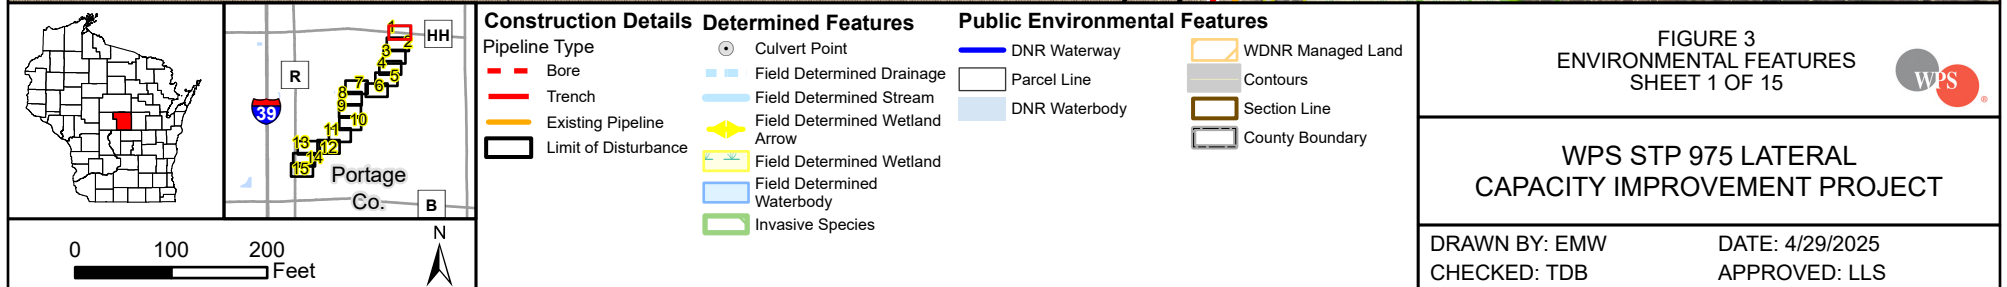 1
2
3
4
5
6
7
8
9
10
11
12
13
14
15
HH
R
39
B
Portage
Co.
0 100 200
Feet
N
Construction Details
Pipeline Type
Bore
Trench
Existing Pipeline
Limit of Disturbance
Determined Features
Culvert Point
Field Determined Drainage
Field Determined Stream
Field Determined Wetland
Arrow
Field Determined Wetland
Field Determined
Waterbody
Invasive Species
Public Environmental Features
DNR Waterway
Parcel Line
DNR Waterbody
WDNR Managed Land
Contours
Section Line
County Boundary
FIGURE 3
ENVIRONMENTAL FEATURES
SHEET 1 OF 15
WPS
®
WPS STP 975 LATERAL
CAPACITY IMPROVEMENT PROJECT
DRAWN BY: EMW DATE: 4/29/2025
CHECKED: TDB APPROVED: LLS